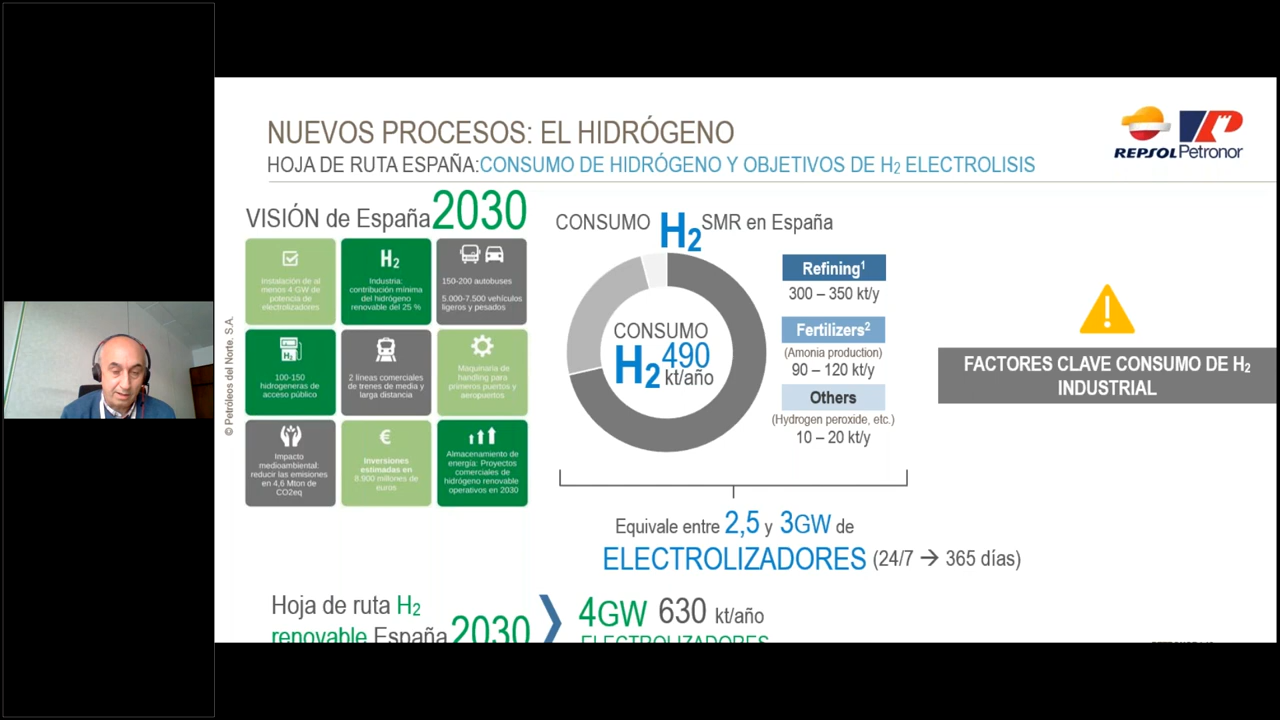 NUEVOS PROCESOS: EL HIDRÓGENO
HOJA DE RUTA ESPAÑA:CONSUMO DE HIDRÓGENO Y OBJETIVOS DE H2 ELECTROLISIS
REPSOL Petronor
VISIÓN de España 2030
Instalación de al
menos 4 GW de
potencia de
electrolizadores
H2
Industria:
contribución mínima
del hidrógeno
renovable del 25 %
150-200 autobuses
5.000-7.500 vehículos
ligeros y pesados
H2
100-150
hidrogeneras de
acceso público
2 líneas comerciales
de trenes de media y
larga distancia
Maquinaria de
handling para
primeros puertos y
aeropuertos
Impacto
medioambiental:
reducir las emisiones
en 4,6 Mton de
CO2eq
€
Inversiones
estimadas en
8.900 millones de
euros
Almacenamiento de
energía: Proyectos
comerciales de
hidrógeno renovable
operativos en 2030
© Petróleos del Norte. S.A.
CONSUMO H2 SMR en España
CONSUMO
H2 490
kt/año
Refining1
300 – 350 kt/y
Fertilizers2
(Amonia production)
90 – 120 kt/y
Others
(Hydrogen peroxide, etc.)
10 – 20 kt/y
FACTORES CLAVE CONSUMO DE H2
INDUSTRIAL
Equivale entre 2,5 y 3GW de
ELECTROLIZADORES (24/7 → 365 días)
Hoja de ruta H2
renovable España 2030
4GW 630 kt/año
ELECTROLIZADORES